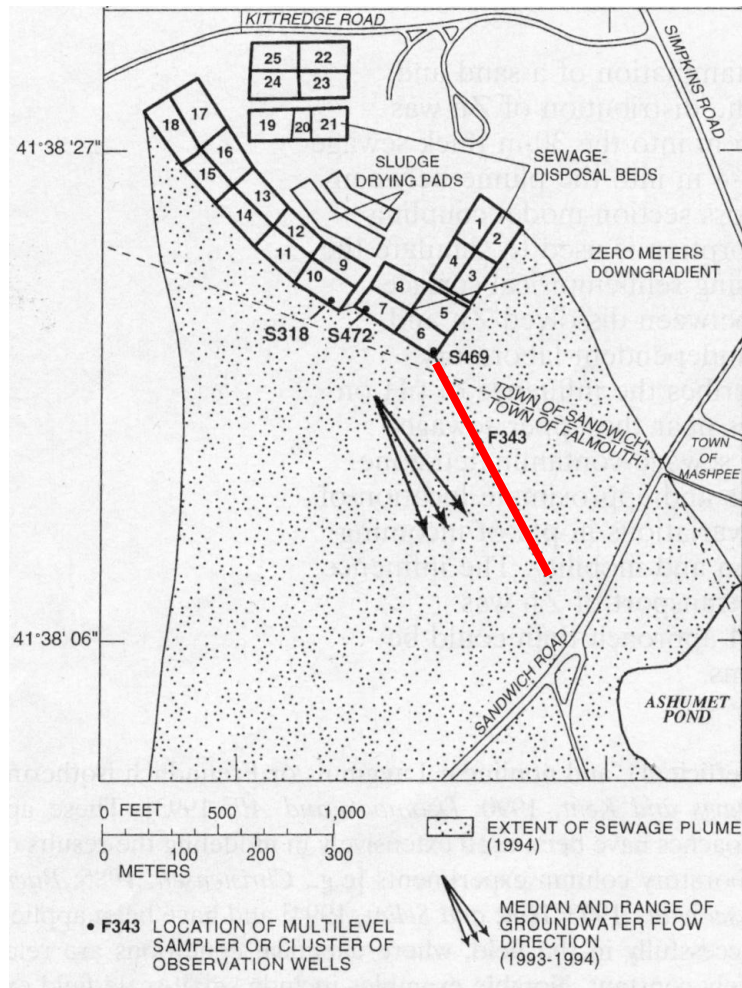 KITTREDGE ROAD
SIMPKINS ROAD
25 22
24 23
19 20 21
18 17
16
15
13
14
12
11
9
10
41°38' 27"
SLUDGE
DRYING PADS
SEWAGE-
DISPOSAL BEDS
1
2
4
3
8
5
7
6
ZERO METERS
DOWNGRADIENT
S318
S472
S469
TOWN OF SANDWICH
TOWN OF FALMOUTH
F343
TOWN
OF
MASHPEE
41°38' 06"
SANDWICH ROAD
ASHUMET
POND
0 FEET 500 1,000
0 100 200 300
METERS
EXTENT OF SEWAGE PLUME
(1994)
• F343 LOCATION OF MULTILEVEL
SAMPLER OR CLUSTER OF
OBSERVATION WELLS
MEDIAN AND RANGE OF
GROUNDWATER FLOW
DIRECTION
(1993-1994)